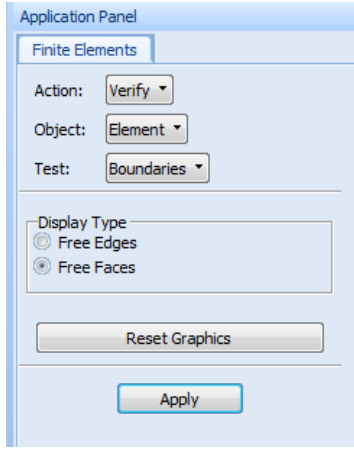 Application Panel
Finite Elements
Action: Verify
Object: Element
Test: Boundaries
Display Type
Free Edges
Free Faces
Reset Graphics
Apply